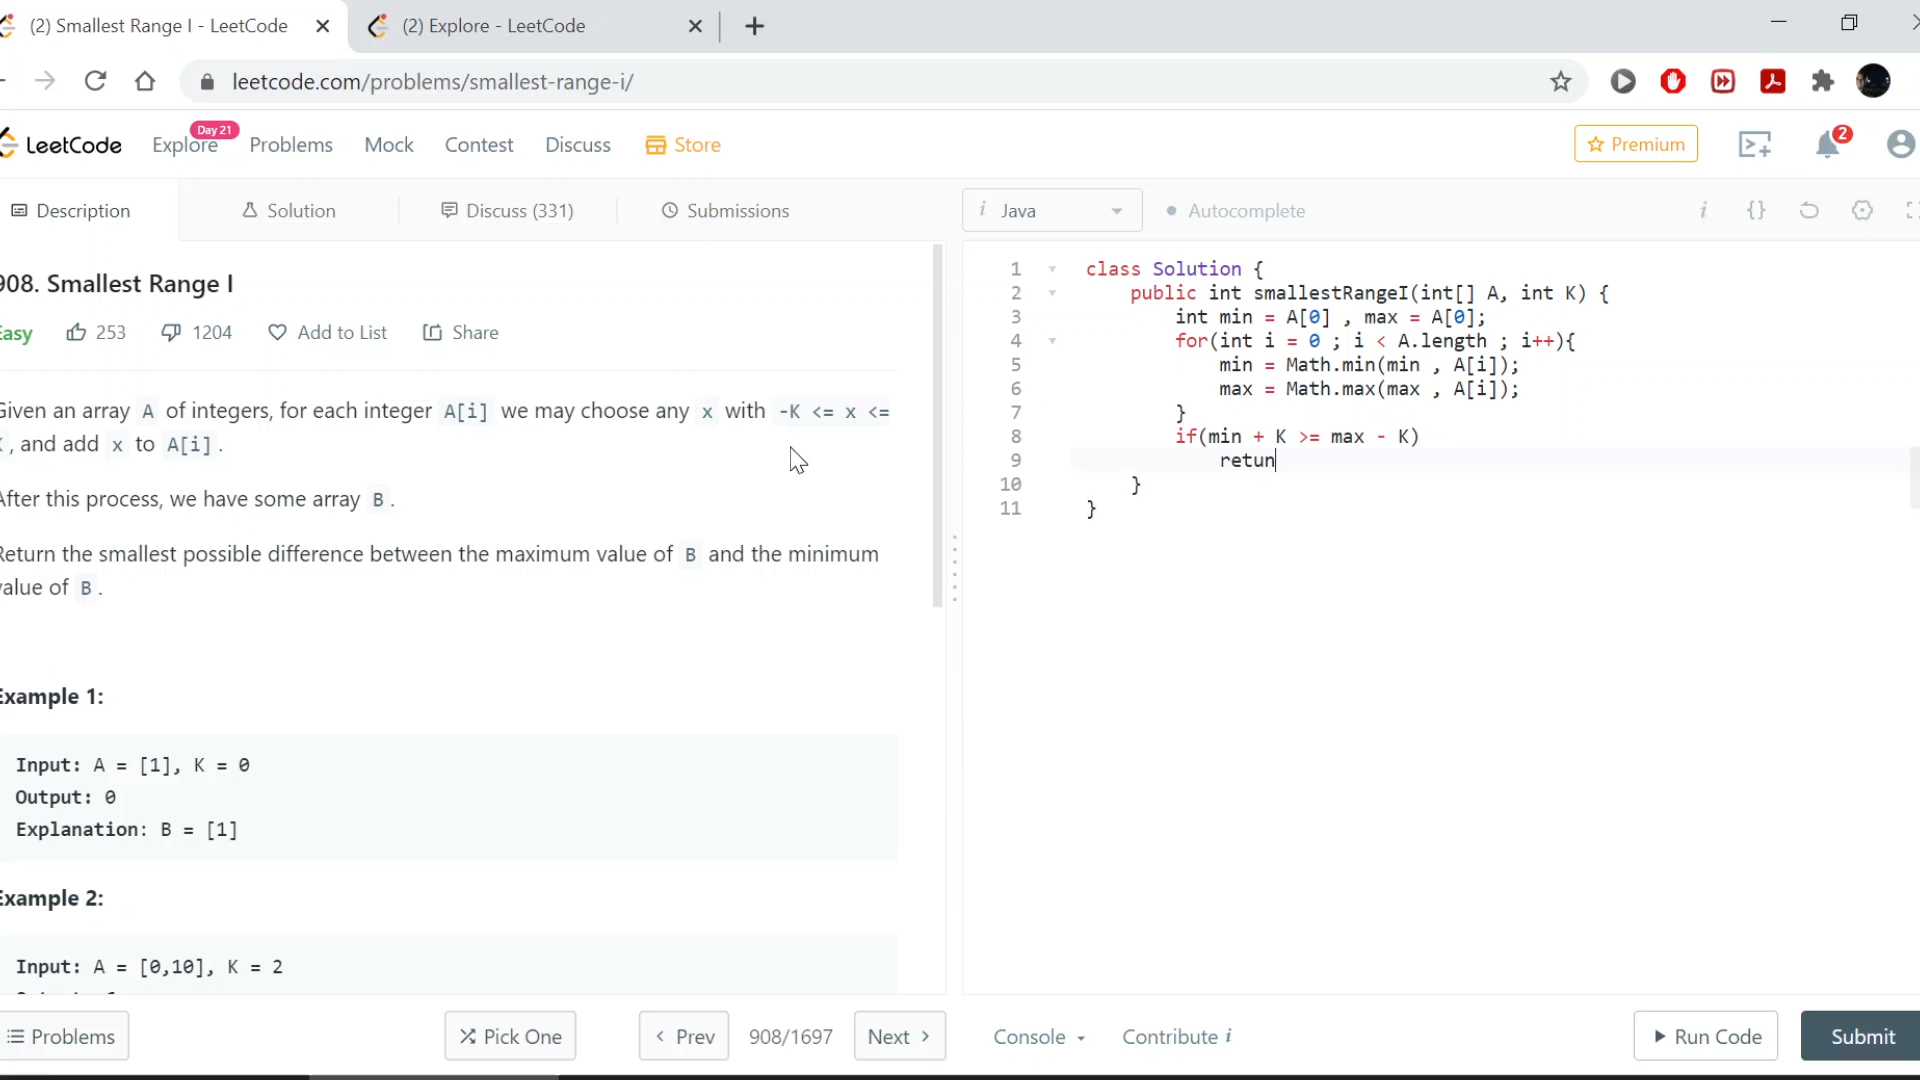 (2) Smallest Range I - LeetCode
(2) Explore - LeetCode
leetcode.com/problems/smallest-range-i/
LeetCode Explore Day 21 Problems Mock Contest Discuss Store Premium 2
Description Solution Discuss (331) Submissions
i Java Autocomplete i {}
908. Smallest Range I
Easy 253 1204 Add to List Share
Given an array A of integers, for each integer A[i] we may choose any x with -K <= x <=
K, and add x to A[i].
After this process, we have some array B.
Return the smallest possible difference between the maximum value of B and the minimum
value of B.
Example 1:
Input: A = [1], K = 0
Output: 0
Explanation: B = [1]
Example 2:
Input: A = [0,10], K = 2
1 class Solution {
2 public int smallestRangeI(int[] A, int K) {
3 int min = A[0] , max = A[0];
4 for(int i = 0 ; i < A.length ; i++){
5 min = Math.min(min , A[i]);
6 max = Math.max(max , A[i]);
7 }
8 if(min + K >= max - K)
9 retun
10 }
11 }
Problems Pick One < Prev 908/1697 Next > Console Contribute i Run Code Submit